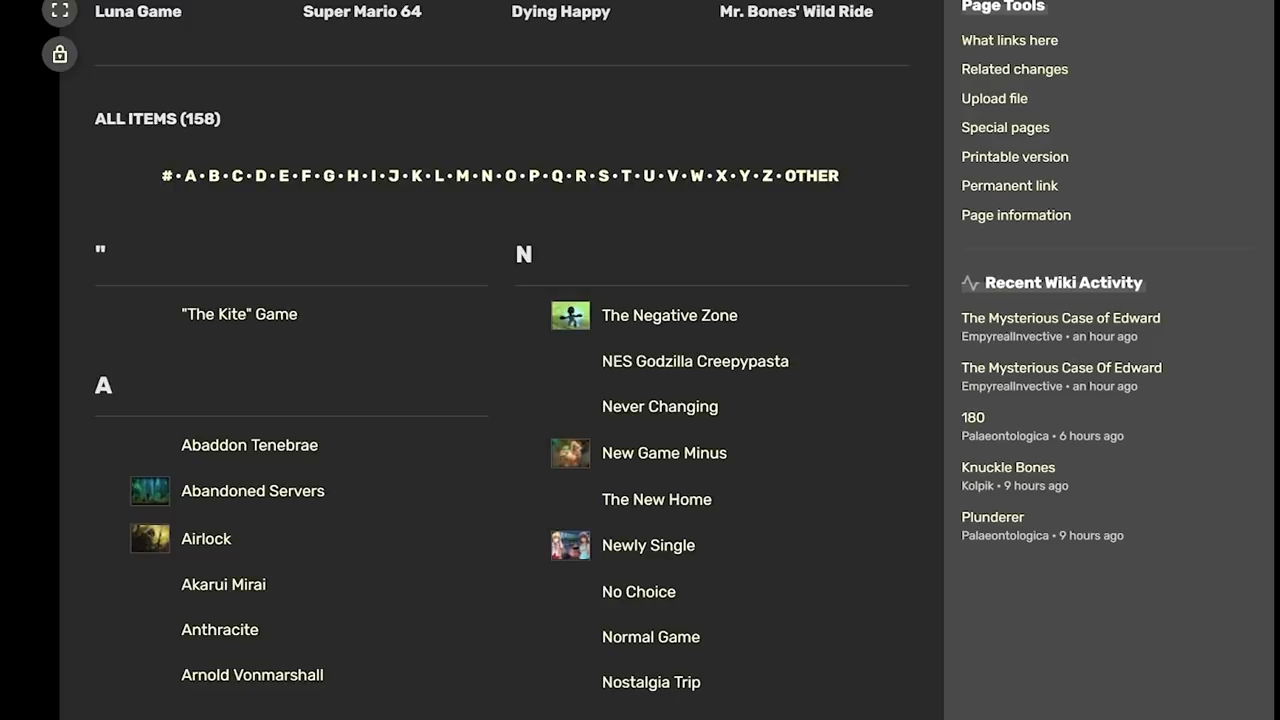 Luna Game
Super Mario 64
Dying Happy
Mr. Bones' Wild Ride
ALL ITEMS (158)
# • A • B • C • D • E • F • G • H • I • J • K • L • M • N • O • P • Q • R • S • T • U • V • W • X • Y • Z • OTHER
"
"The Kite" Game
A
Abaddon Tenebrae
Abandoned Servers
Airlock
Akarui Mirai
Anthracite
Arnold Vonmarshall
N
The Negative Zone
NES Godzilla Creepypasta
Never Changing
New Game Minus
The New Home
Newly Single
No Choice
Normal Game
Nostalgia Trip
Page Tools
What links here
Related changes
Upload file
Special pages
Printable version
Permanent link
Page information
Recent Wiki Activity
The Mysterious Case of Edward
EmpyrealInvective • an hour ago
The Mysterious Case Of Edward
EmpyrealInvective • an hour ago
180
Palaeontologica • 6 hours ago
Knuckle Bones
Kolpik • 9 hours ago
Plunderer
Palaeontologica • 9 hours ago